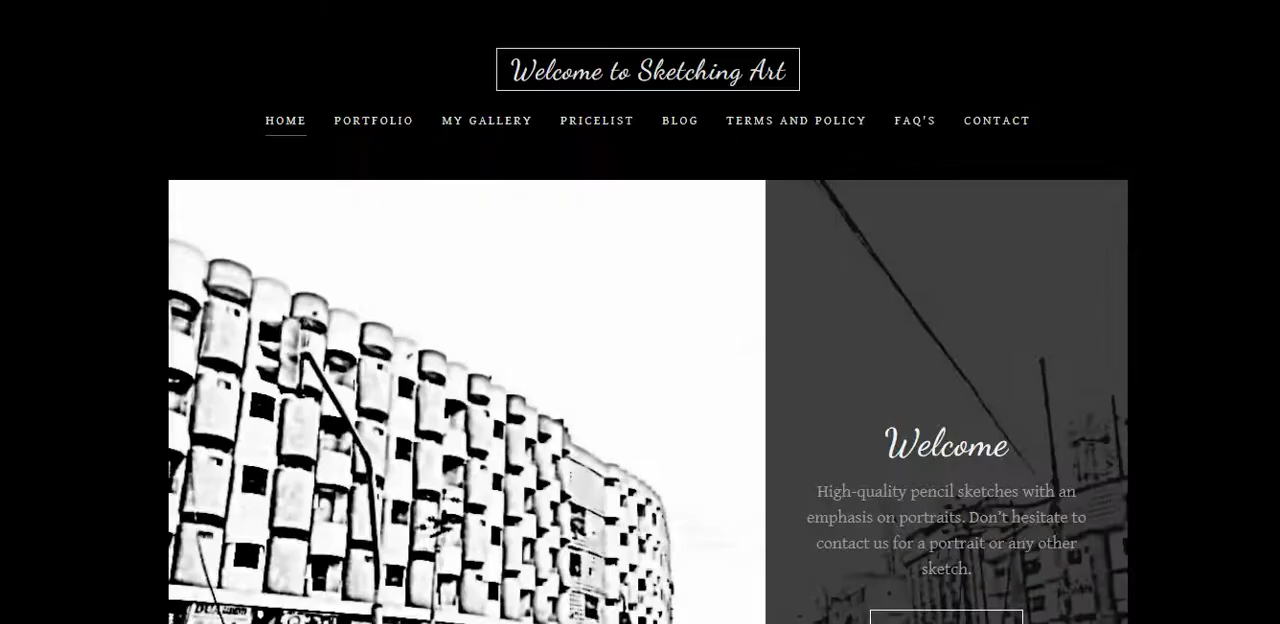 Welcome to Sketching Art
HOME PORTFOLIO MY GALLERY PRICELIST BLOG TERMS AND POLICY FAQ'S CONTACT
Welcome
High-quality pencil sketches with an
emphasis on portraits. Don't hesitate to
contact us for a portrait or any other
sketch.